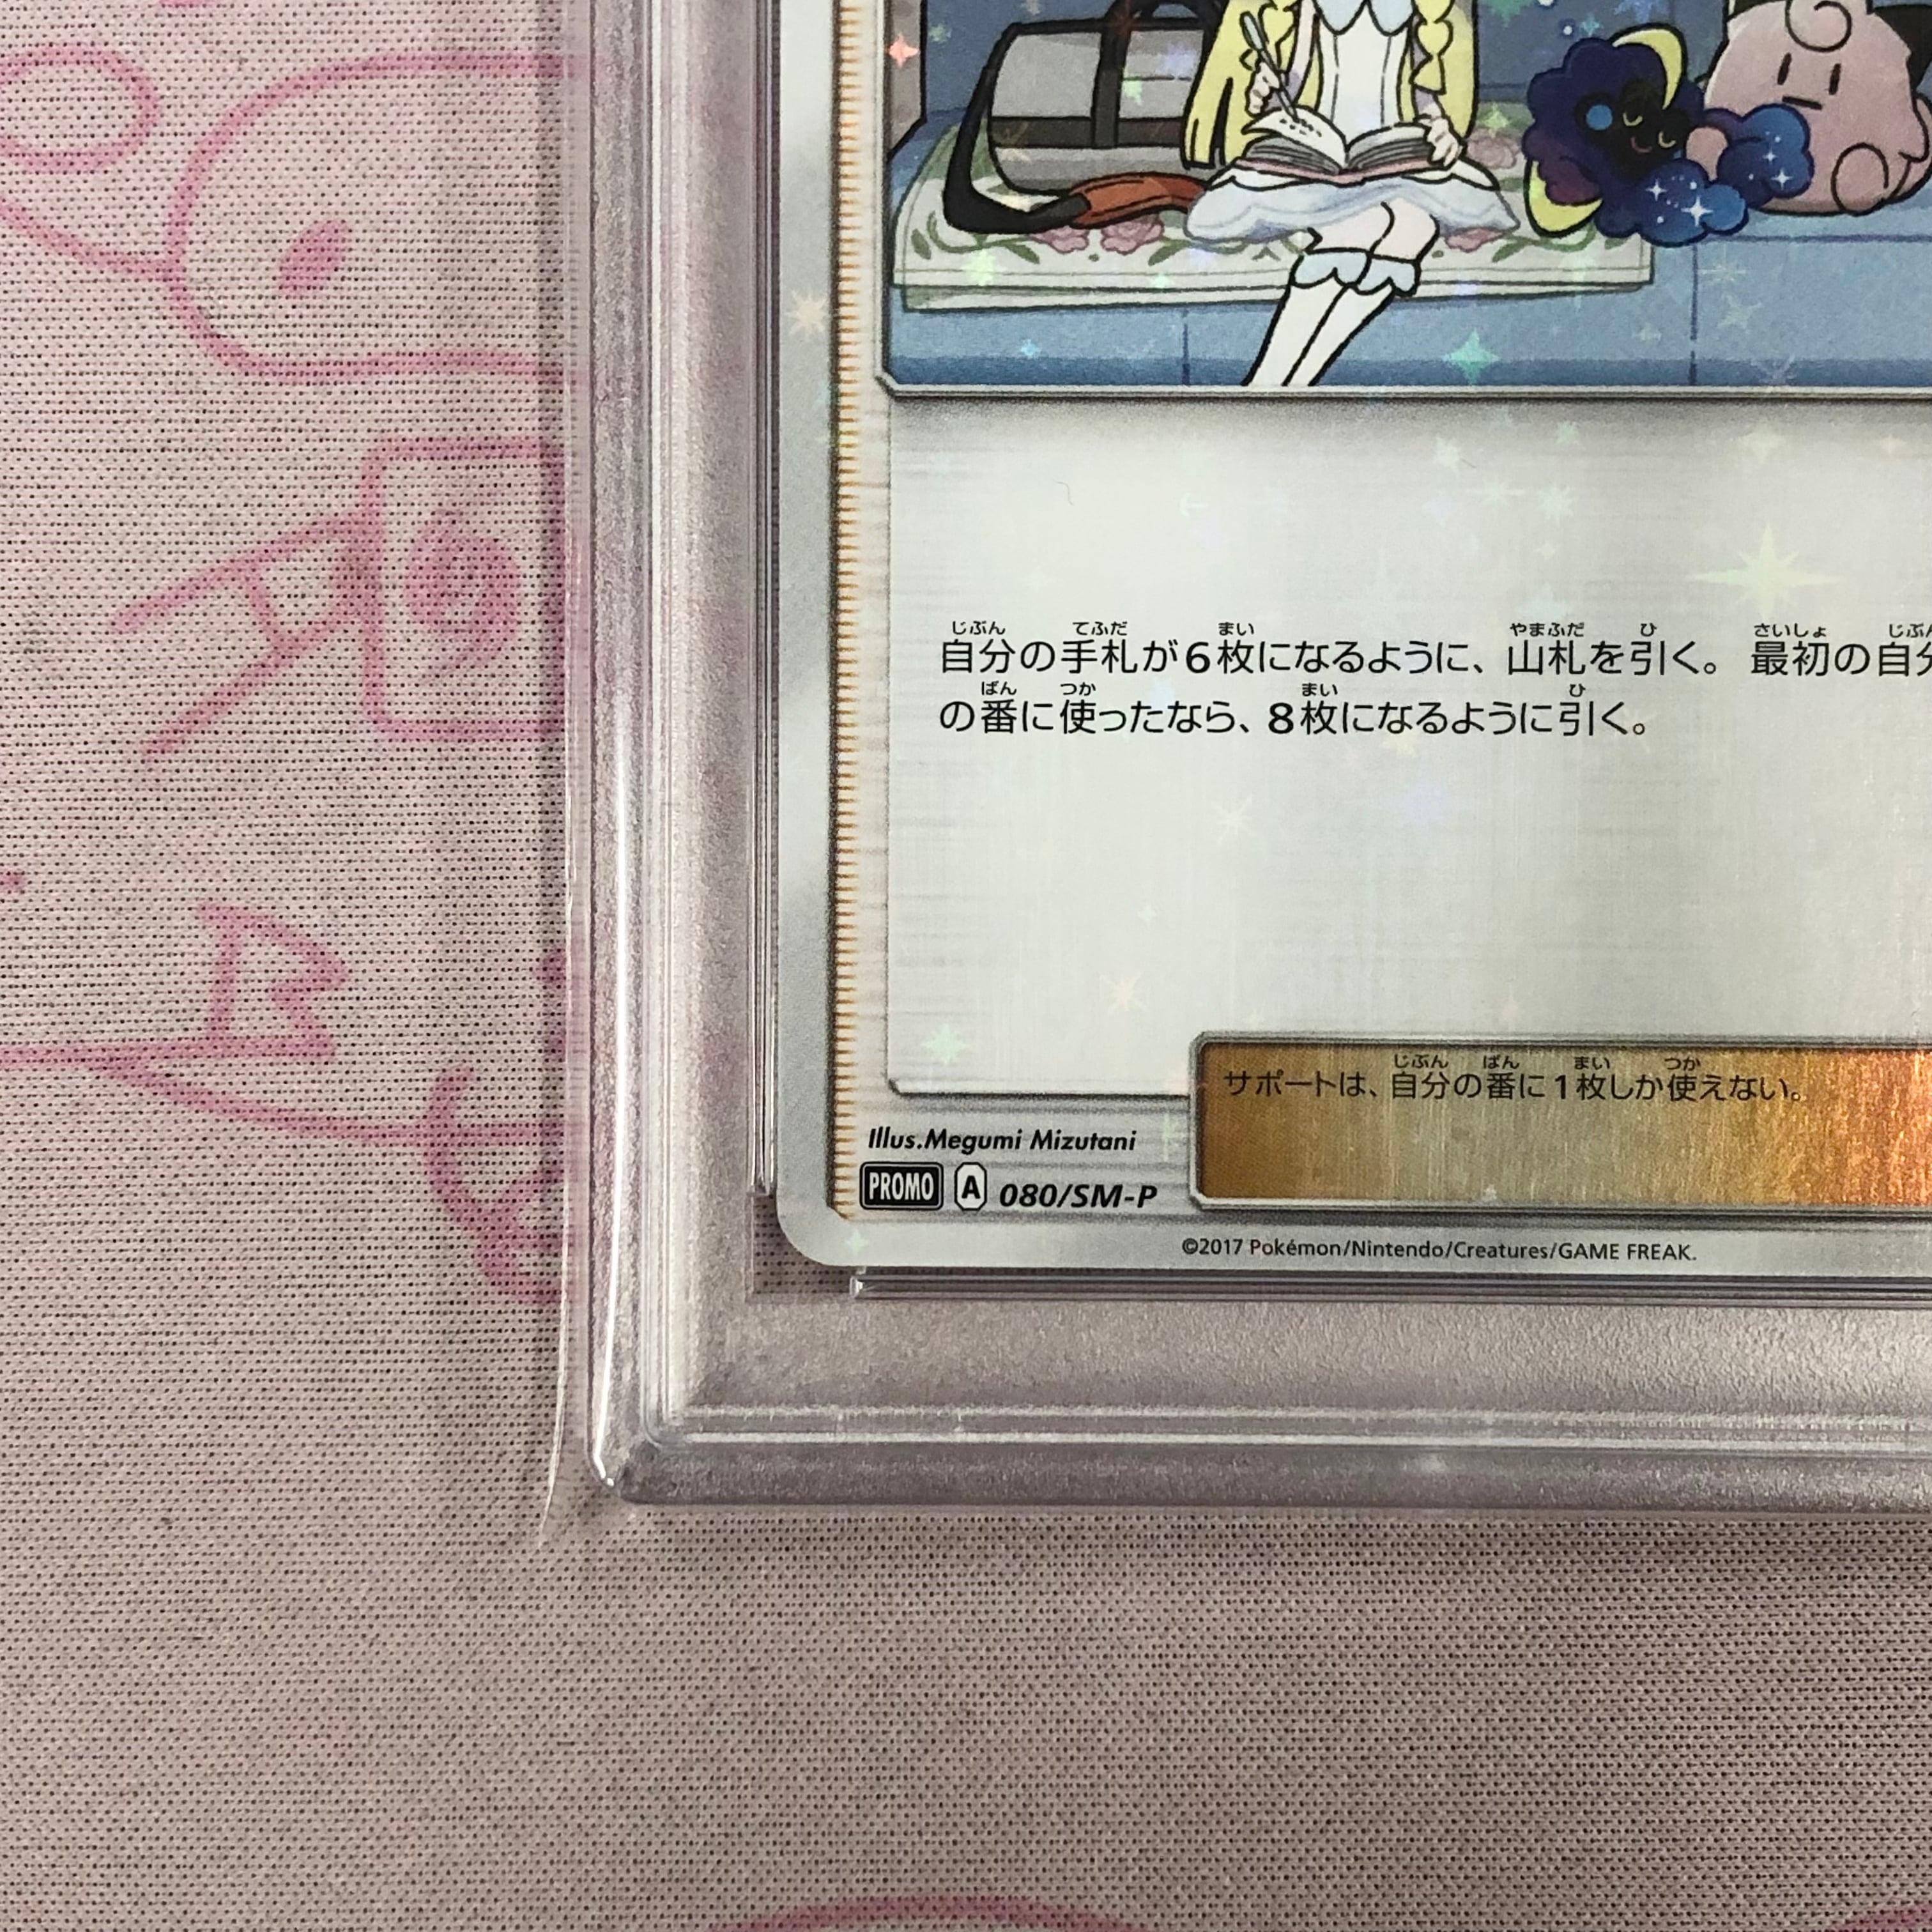 自分の手札が6枚になるように、山札を引く。最初の自分
の番に使ったなら、8枚になるように引く。
サポートは、自分の番に1枚しか使えない。
Illus.Megumi Mizutani
PROMO A 080/SM-P
©2017 Pokémon/Nintendo/Creatures/GAME FREAK.